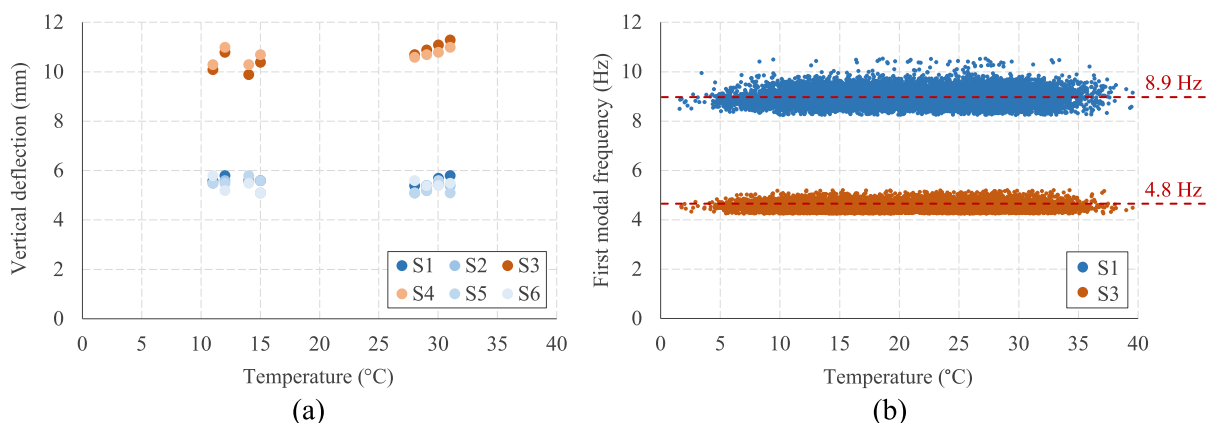 Vertical deflection (mm)
12
10
8
6
4
2
0
S1 S2 S3
S4 S5 S6
0 5 10 15 20 25 30 35 40
Temperature (°C)
(a)
First modal frequency (Hz)
12
10
8
6
4
2
0
8.9 Hz
4.8 Hz
S1
S3
0 5 10 15 20 25 30 35 40
Temperature (°C)
(b)